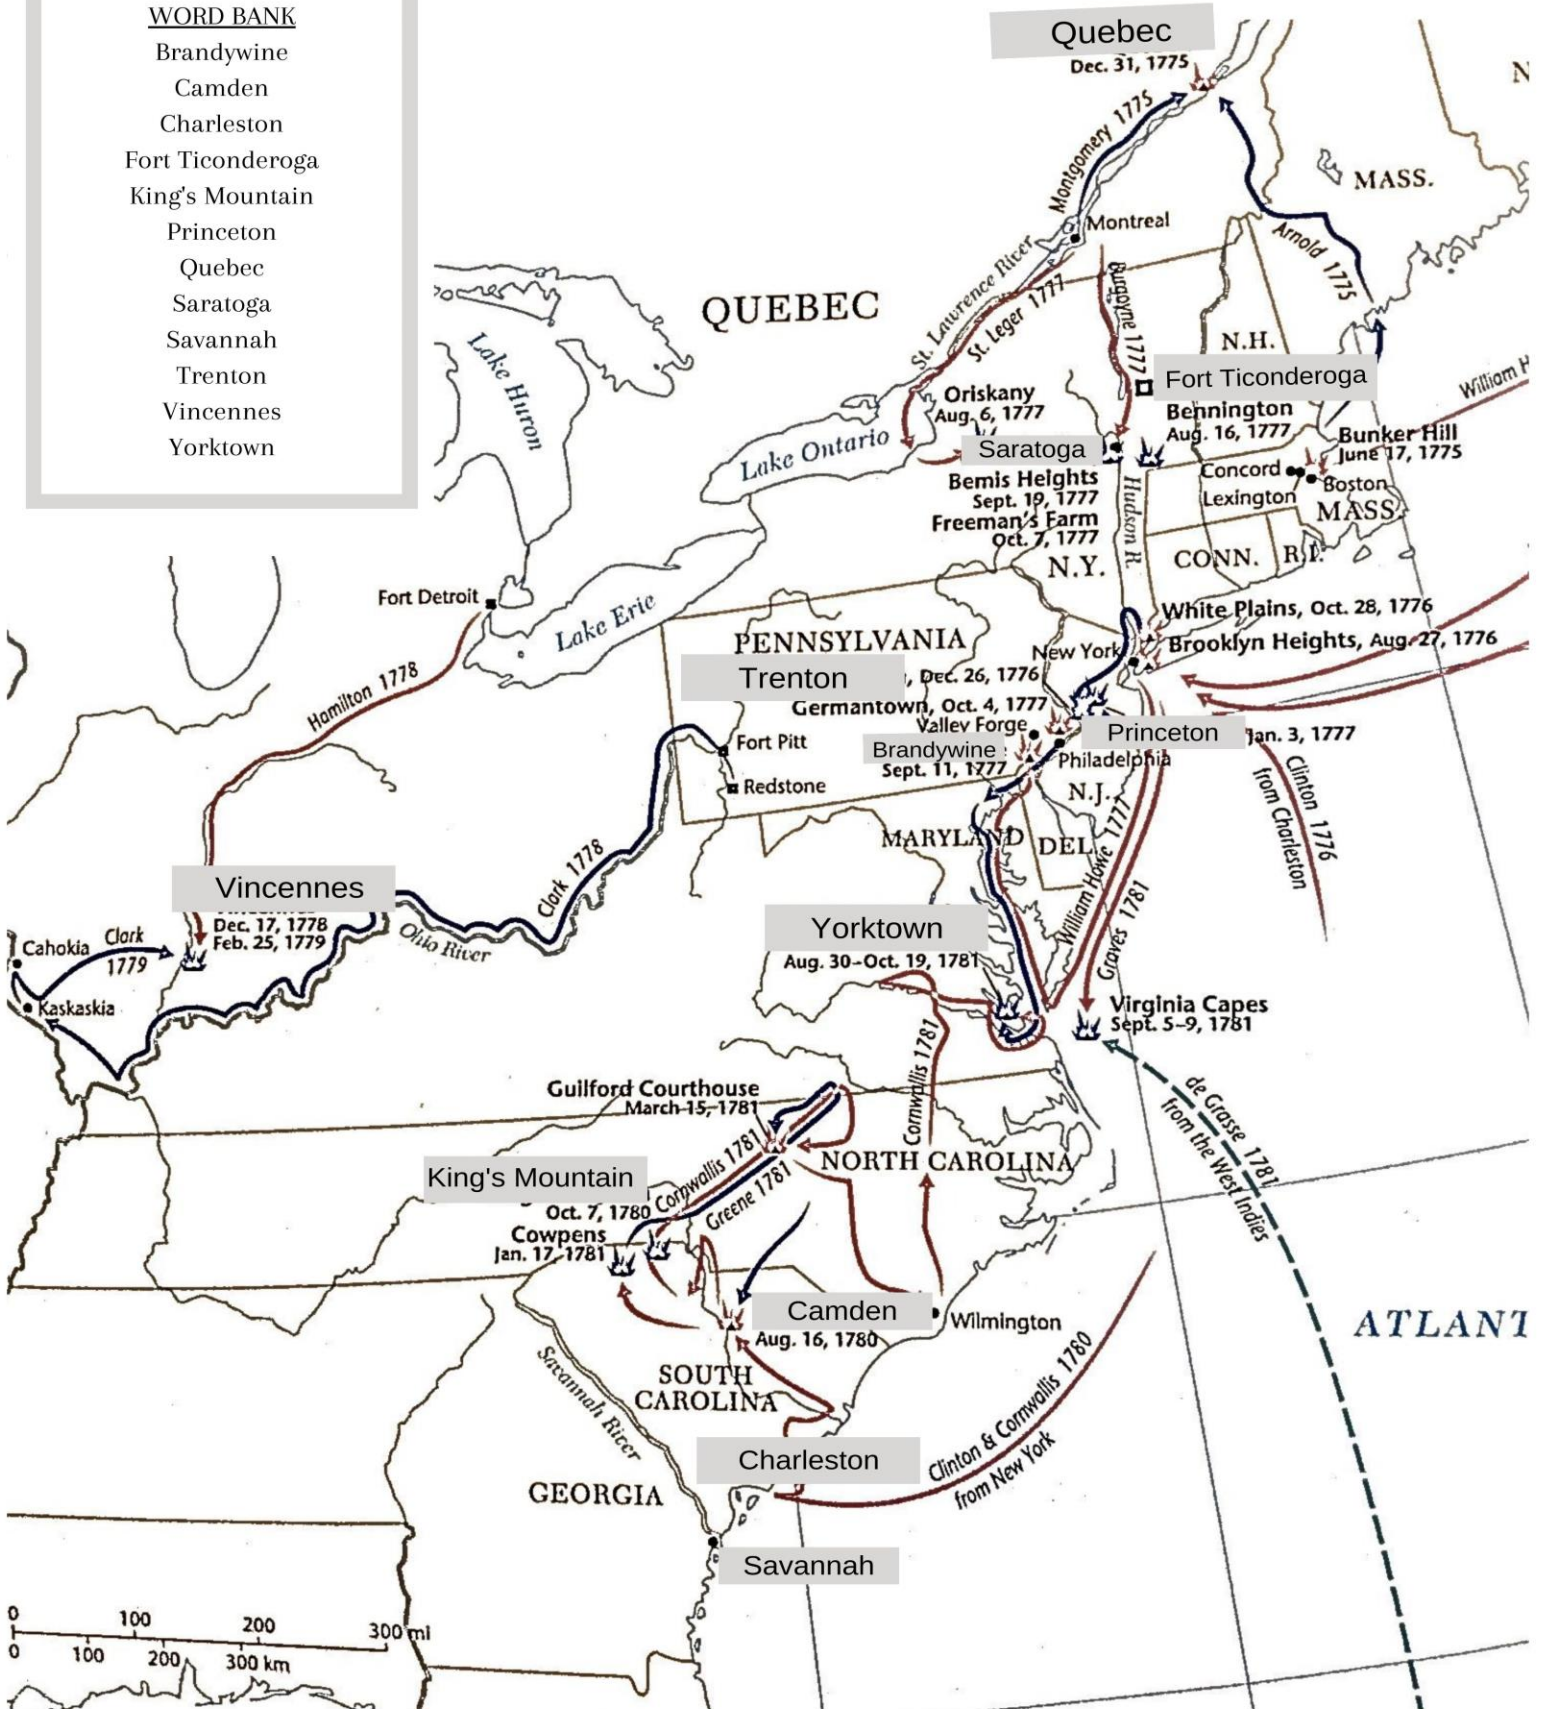 WORD BANK
Brandywine
Camden
Charleston
Fort Ticonderoga
King's Mountain
Princeton
Quebec
Saratoga
Savannah
Trenton
Vincennes
Yorktown
Quebec
Dec. 31, 1775
N
Montgomery 1775
MASS.
Montreal
Arnold 1775
St. Lawrence River
St. Leger 1777
Burgoyne 1777
QUEBEC
Lake Huron
N.H.
Fort Ticonderoga
William H
Oriskany
Aug. 6, 1777
Bennington
Aug. 16, 1777
Bunker Hill
June 17, 1775
Lake Ontario
Saratoga
Concord
Lexington
Boston
MASS
Bemis Heights
Sept. 19, 1777
Freeman's Farm
Oct. 7, 1777
Hudson R.
N.Y.
CONN.
R.I.
Fort Detroit
Lake Erie
White Plains, Oct. 28, 1776
PENNSYLVANIA
New York
Brooklyn Heights, Aug. 27, 1776
Trenton
, Dec. 26, 1776
Hamilton 1778
Germantown, Oct. 4, 1777
Valley Forge
Princeton
Jan. 3, 1777
Fort Pitt
Brandywine
Sept. 11, 1777
Philadelphia
Redstone
N.J.
Clinton 1776
from Charleston
MARYLAND
DEL.
Clark 1778
William Howe 1777
Graves 1781
Vincennes
Dec. 17, 1778
Feb. 25, 1779
Ohio River
Yorktown
Aug. 30–Oct. 19, 1781
Cahokia
Clark
1779
Kaskaskia
Virginia Capes
Sept. 5–9, 1781
Guilford Courthouse
March 15, 1781
Cornwallis 1781
de Grasse 1781
from the West Indies
Cornwallis 1781
Greene 1781
NORTH CAROLINA
King's Mountain
Oct. 7, 1780
Cowpens
Jan. 17, 1781
Camden
Aug. 16, 1780
Wilmington
ATLANT
SOUTH
CAROLINA
Savannah River
Clinton & Cornwallis 1780
from New York
Charleston
GEORGIA
Savannah
0 100 200 300 mi
0 100 200 300 km